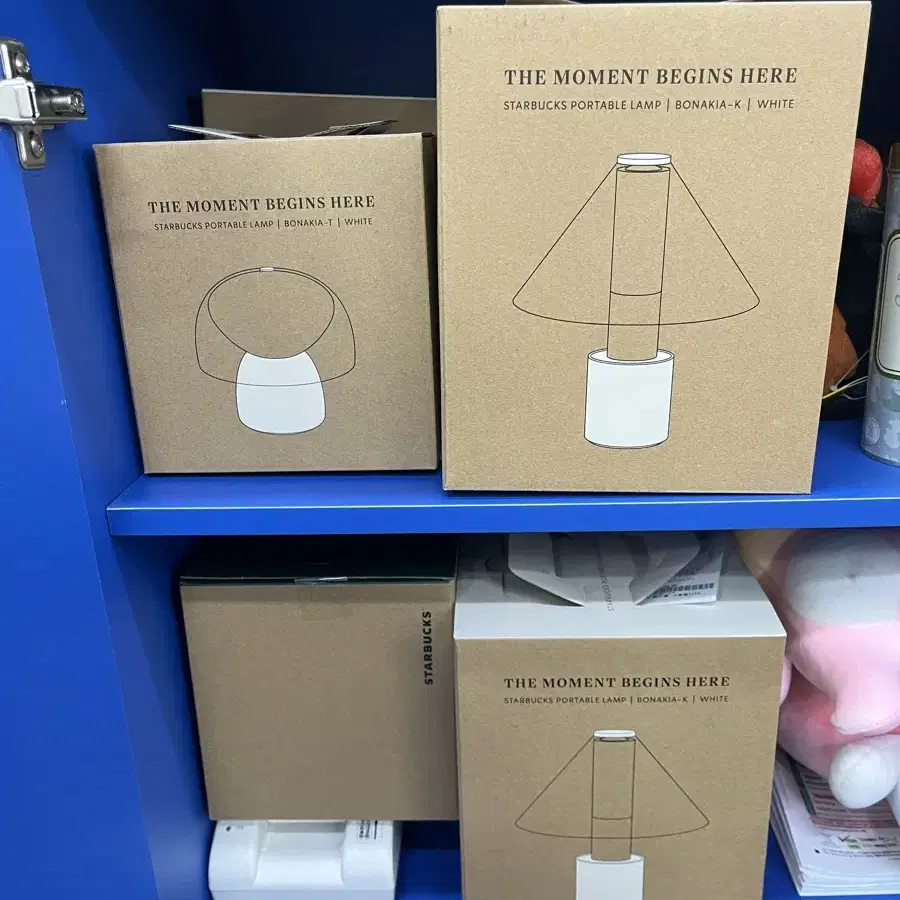 THE MOMENT BEGINS HERE
STARBUCKS PORTABLE LAMP | BONAKIA-T | WHITE
THE MOMENT BEGINS HERE
STARBUCKS PORTABLE LAMP | BONAKIA-K | WHITE
STARBUCKS
THE MOMENT BEGINS HERE
STARBUCKS PORTABLE LAMP | BONAKIA-K | WHITE